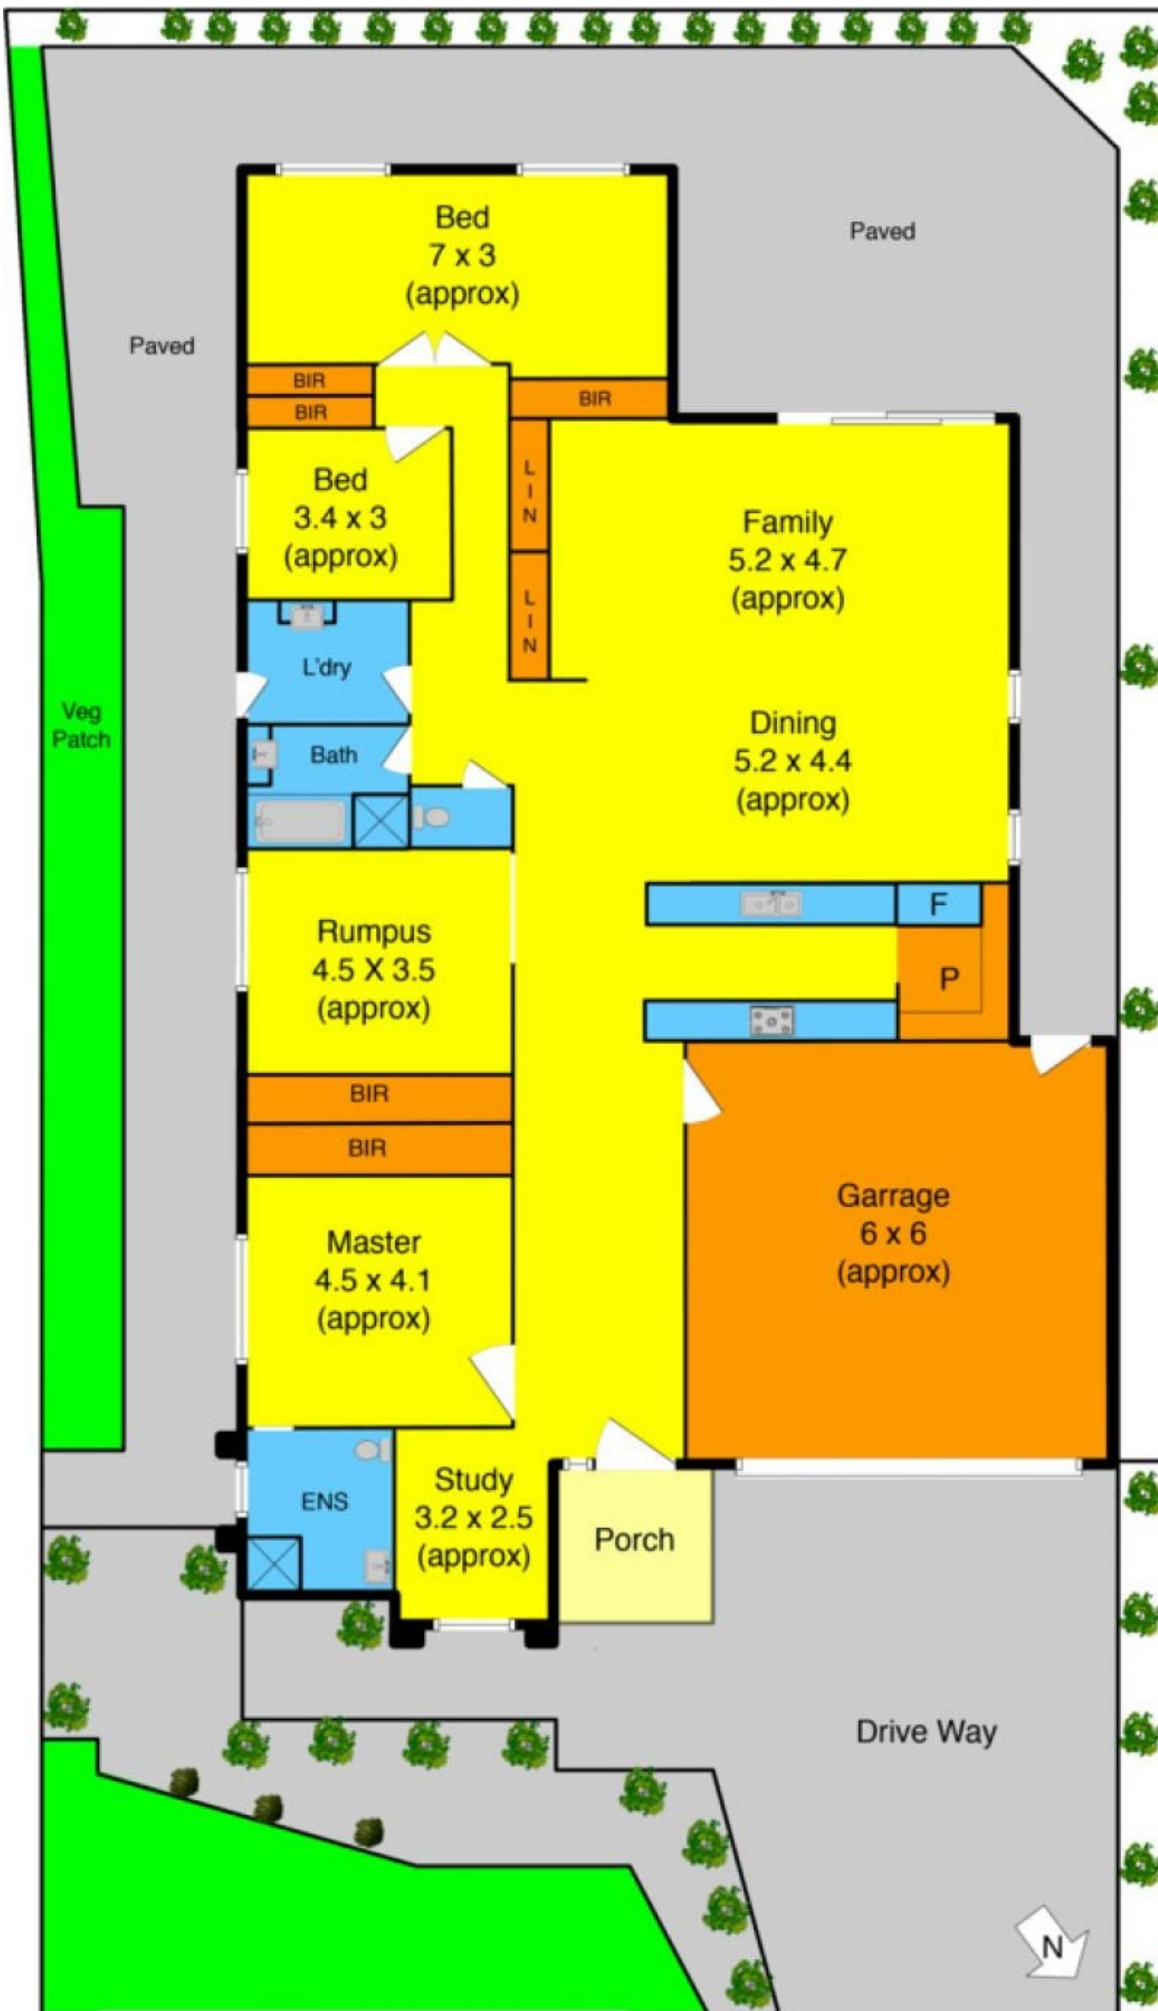 Bed
7 x 3
(approx)
Paved
Paved
BIR
BIR
BIR
Bed
3.4 x 3
(approx)
L
I
N
Family
5.2 x 4.7
(approx)
L
I
N
L'dry
Veg
Patch
Dining
5.2 x 4.4
(approx)
Bath
F
Rumpus
4.5 X 3.5
(approx)
P
BIR
BIR
Garrage
6 x 6
(approx)
Master
4.5 x 4.1
(approx)
ENS
Study
3.2 x 2.5
(approx)
Porch
Drive Way
N